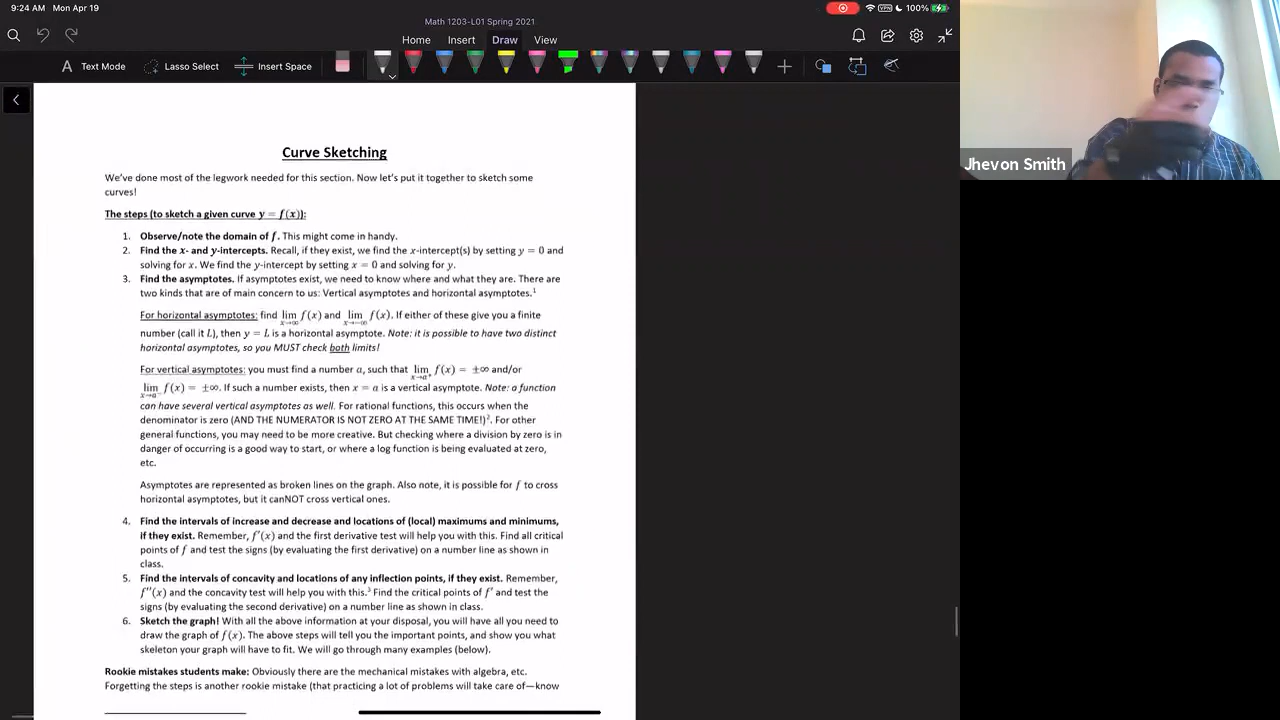 9:24 AM Mon Apr 19
100%
Math 1203-L01 Spring 2021
Home Insert Draw View
Text Mode Lasso Select Insert Space
Jhevon Smith
Curve Sketching
We've done most of the legwork needed for this section. Now let's put it together to sketch some
curves!
The steps (to sketch a given curve y = f(x)):
1. Observe/note the domain of f. This might come in handy.
2. Find the x- and y-intercepts. Recall, if they exist, we find the x-intercept(s) by setting y = 0 and
solving for x. We find the y-intercept by setting x = 0 and solving for y.
3. Find the asymptotes. If asymptotes exist, we need to know where and what they are. There are
two kinds that are of main concern to us: Vertical asymptotes and horizontal asymptotes.¹
For horizontal asymptotes: find lim x→∞ f(x) and lim x→−∞ f(x). If either of these give you a finite
number (call it L), then y = L is a horizontal asymptote. Note: it is possible to have two distinct
horizontal asymptotes, so you MUST check both limits!
For vertical asymptotes: you must find a number a, such that lim x→a⁺ f(x) = ±∞ and/or
lim x→a⁻ f(x) = ±∞. If such a number exists, then x = a is a vertical asymptote. Note: a function
can have several vertical asymptotes as well. For rational functions, this occurs when the
denominator is zero (AND THE NUMERATOR IS NOT ZERO AT THE SAME TIME!)². For other
general functions, you may need to be more creative. But checking where a division by zero is in
danger of occurring is a good way to start, or where a log function is being evaluated at zero,
etc.
Asymptotes are represented as broken lines on the graph. Also note, it is possible for f to cross
horizontal asymptotes, but it canNOT cross vertical ones.
4. Find the intervals of increase and decrease and locations of (local) maximums and minimums,
if they exist. Remember, f′(x) and the first derivative test will help you with this. Find all critical
points of f and test the signs (by evaluating the first derivative) on a number line as shown in
class.
5. Find the intervals of concavity and locations of any inflection points, if they exist. Remember,
f″(x) and the concavity test will help you with this.³ Find the critical points of f′ and test the
signs (by evaluating the second derivative) on a number line as shown in class.
6. Sketch the graph! With all the above information at your disposal, you will have all you need to
draw the graph of f(x). The above steps will tell you the important points, and show you what
skeleton your graph will have to fit. We will go through many examples (below).
Rookie mistakes students make: Obviously there are the mechanical mistakes with algebra, etc.
Forgetting the steps is another rookie mistake (that practicing a lot of problems will take care of—know